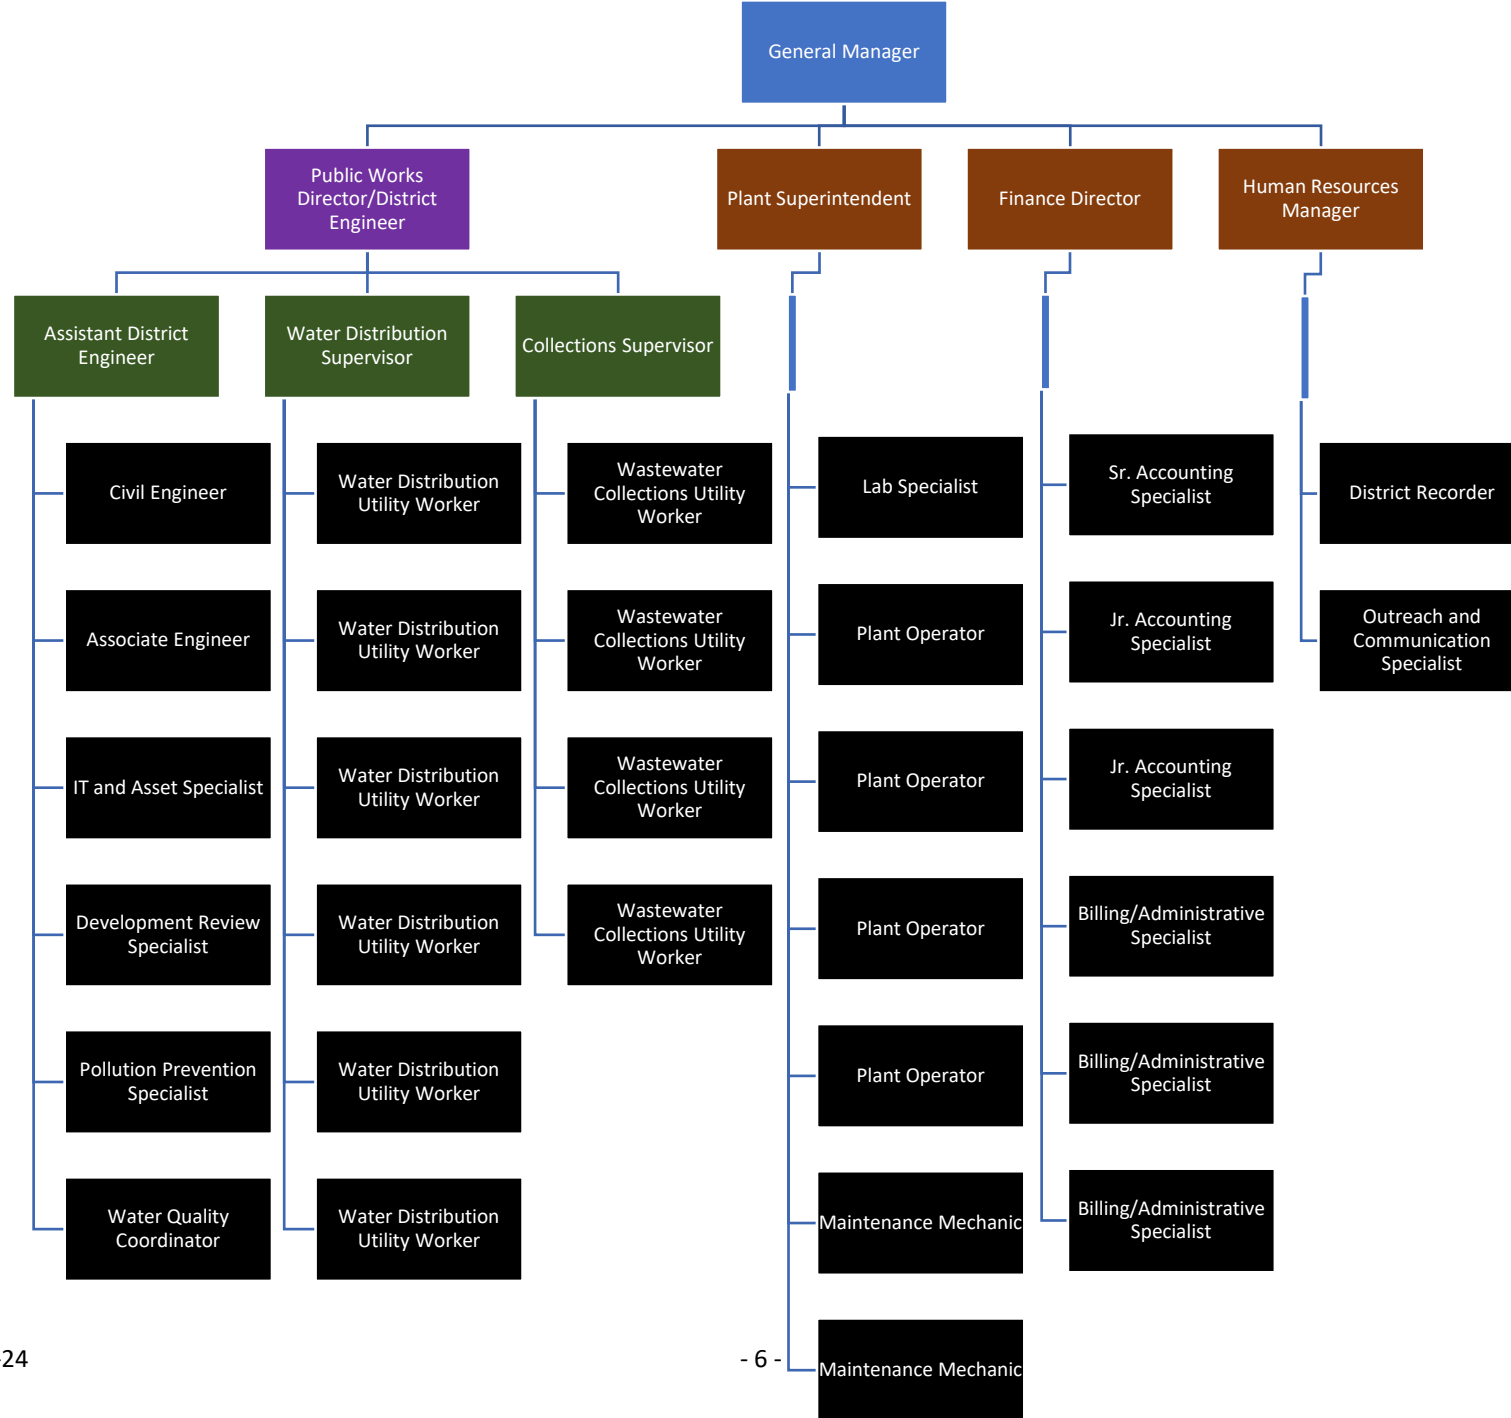 General Manager
Public Works
Director/District
Engineer
Plant Superintendent
Finance Director
Human Resources
Manager
Assistant District
Engineer
Water Distribution
Supervisor
Collections Supervisor
Civil Engineer
Associate Engineer
IT and Asset Specialist
Development Review
Specialist
Pollution Prevention
Specialist
Water Quality
Coordinator
Water Distribution
Utility Worker
Water Distribution
Utility Worker
Water Distribution
Utility Worker
Water Distribution
Utility Worker
Water Distribution
Utility Worker
Water Distribution
Utility Worker
Wastewater
Collections Utility
Worker
Wastewater
Collections Utility
Worker
Wastewater
Collections Utility
Worker
Wastewater
Collections Utility
Worker
Lab Specialist
Plant Operator
Plant Operator
Plant Operator
Plant Operator
Maintenance Mechanic
Maintenance Mechanic
Sr. Accounting
Specialist
Jr. Accounting
Specialist
Jr. Accounting
Specialist
Billing/Administrative
Specialist
Billing/Administrative
Specialist
Billing/Administrative
Specialist
District Recorder
Outreach and
Communication
Specialist
-24
- 6 -